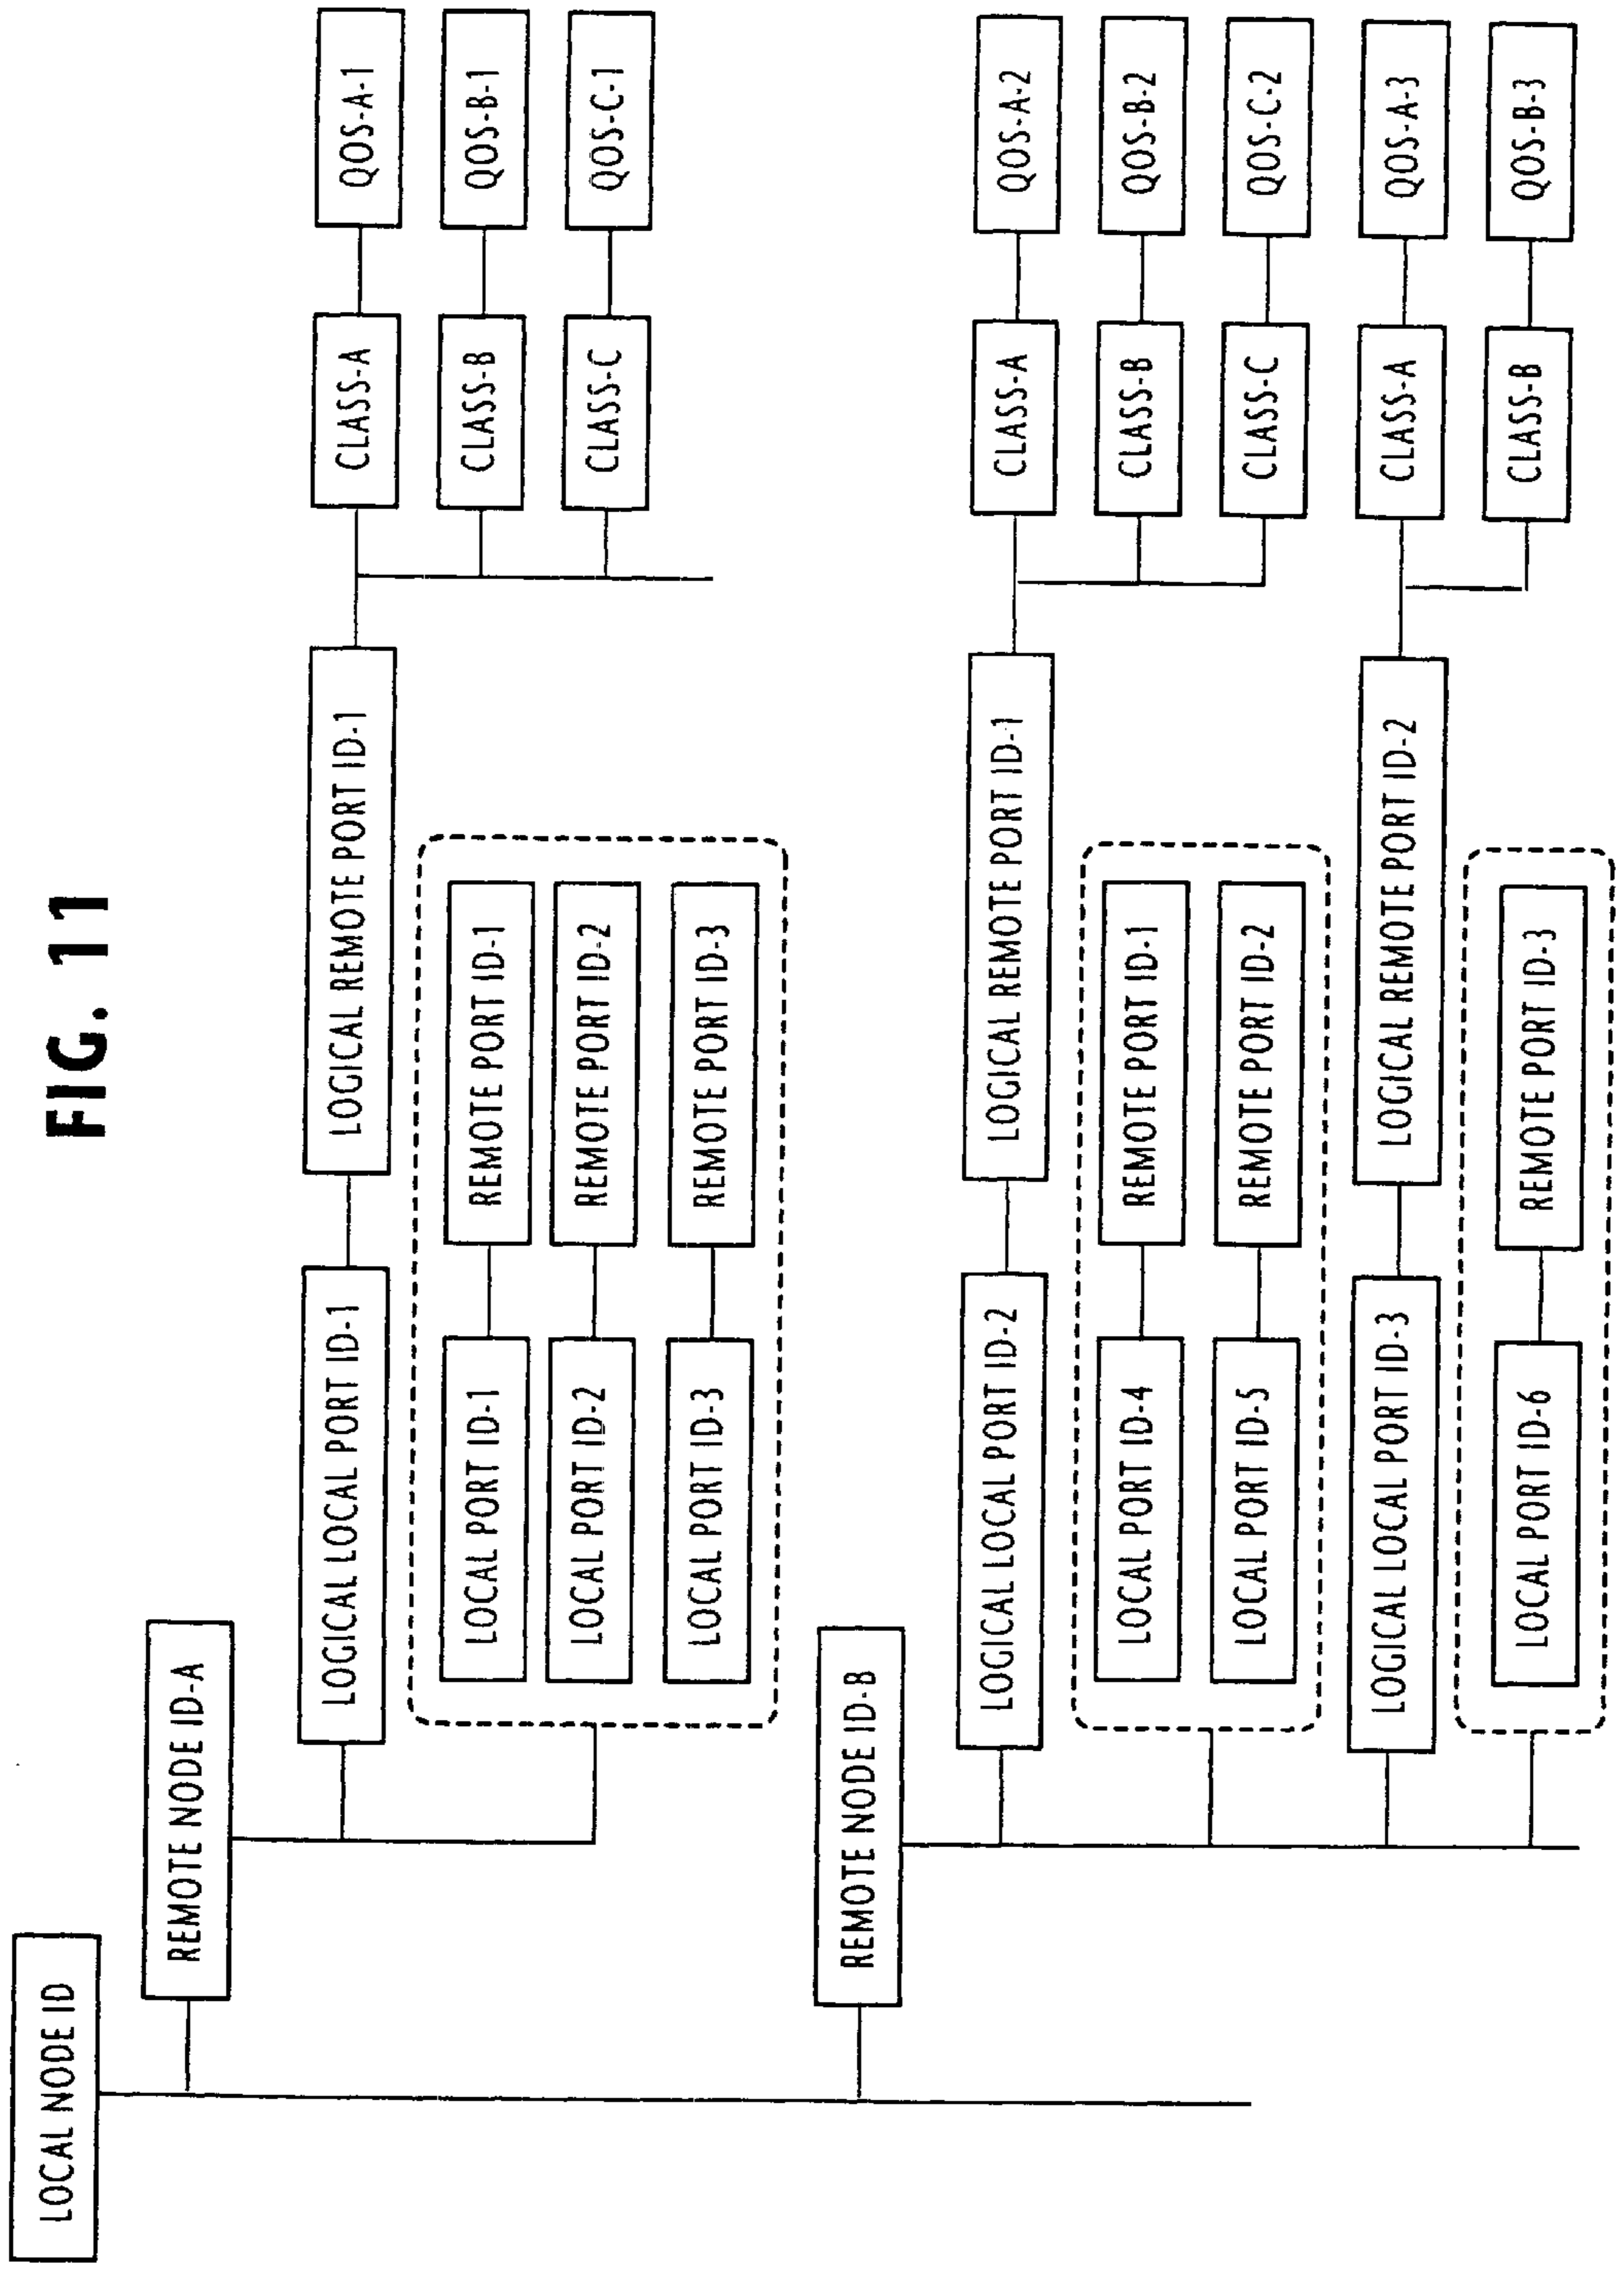 FIG. 11
LOCAL NODE ID
REMOTE NODE ID-A
LOGICAL LOCAL PORT ID-1
LOGICAL REMOTE PORT ID-1
CLASS-A
QOS-A-1
CLASS-B
QOS-B-1
CLASS-C
QOS-C-1
LOCAL PORT ID-1
REMOTE PORT ID-1
LOCAL PORT ID-2
REMOTE PORT ID-2
LOCAL PORT ID-3
REMOTE PORT ID-3
REMOTE NODE ID-B
LOGICAL LOCAL PORT ID-2
LOGICAL REMOTE PORT ID-1
CLASS-A
QOS-A-2
CLASS-B
QOS-B-2
CLASS-C
QOS-C-2
LOCAL PORT ID-4
REMOTE PORT ID-1
LOCAL PORT ID-5
REMOTE PORT ID-2
LOGICAL LOCAL PORT ID-3
LOGICAL REMOTE PORT ID-2
CLASS-A
QOS-A-3
CLASS-B
QOS-B-3
LOCAL PORT ID-6
REMOTE PORT ID-3